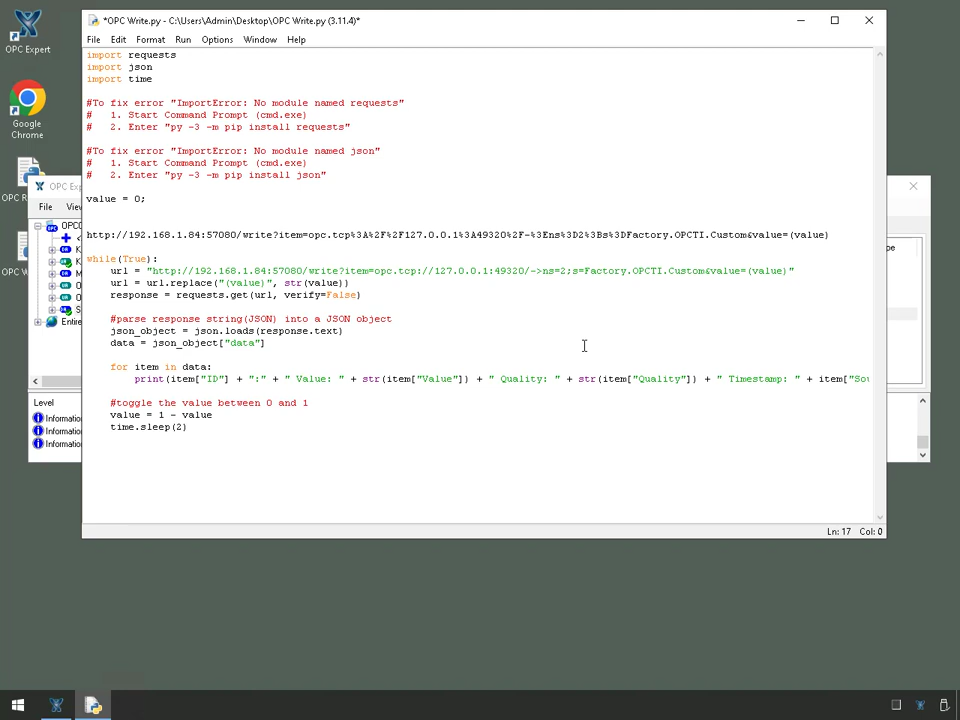 *OPC Write.py - C:\Users\Admin\Desktop\OPC Write.py (3.11.4)*
File Edit Format Run Options Window Help
import requests
import json
import time
#To fix error "ImportError: No module named requests"
# 1. Start Command Prompt (cmd.exe)
# 2. Enter "py -3 -m pip install requests"
#To fix error "ImportError: No module named json"
# 1. Start Command Prompt (cmd.exe)
# 2. Enter "py -3 -m pip install json"
value = 0;
http://192.168.1.84:57080/write?item=opc.tcp%3A%2F%2F127.0.0.1%3A49320%2F-%3Ens%3D2%3Bs%3DFactory.OPCTI.Custom&value=(value)
while(True):
url = "http://192.168.1.84:57080/write?item=opc.tcp://127.0.0.1:49320/->ns=2;s=Factory.OPCTI.Custom&value=(value)"
url = url.replace("(value)", str(value))
response = requests.get(url, verify=False)
#parse response string(JSON) into a JSON object
json_object = json.loads(response.text)
data = json_object["data"]
for item in data:
print(item["ID"] + ":" + " Value: " + str(item["Value"]) + " Quality: " + str(item["Quality"]) + " Timestamp: " + item["Sou
#toggle the value between 0 and 1
value = 1 - value
time.sleep(2)
Ln: 17 Col: 0
OPC Expert
Google
Chrome
OPC R
OPC W
OPC Exp
File View
OPCO
K
K
M
O
O
S
Entire
pe
Level
Information
Information
Information